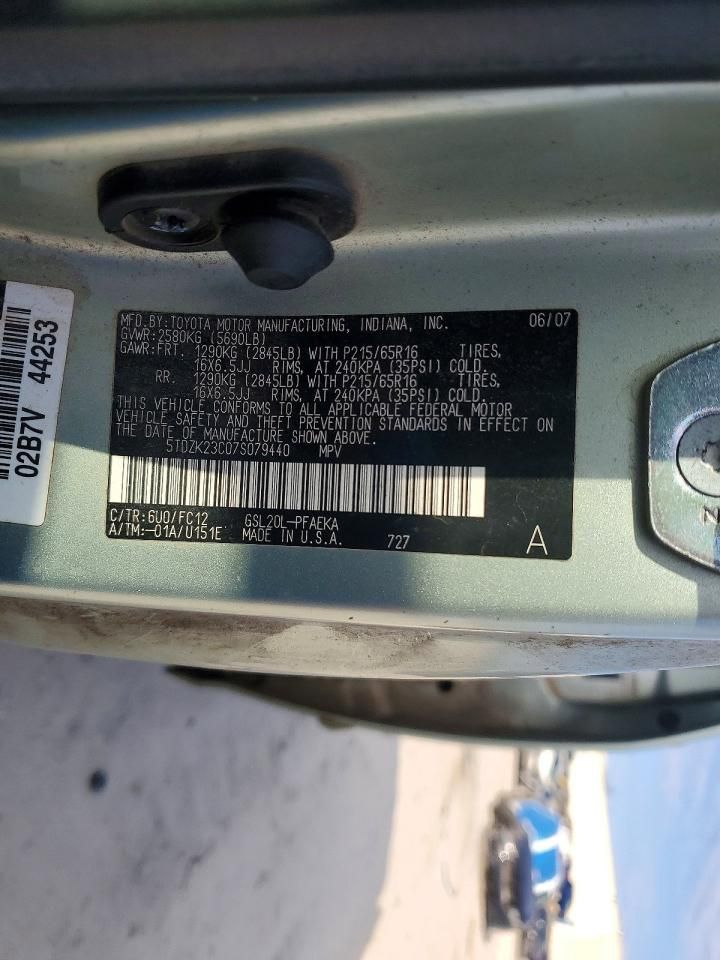 MFD.BY:TOYOTA MOTOR MANUFACTURING, INDIANA, INC. 06/07
GVWR:2580KG (5690LB)
GAWR:FRT. 1290KG (2845LB) WITH P215/65R16 TIRES,
16X6.5JJ RIMS, AT 240KPA (35PSI) COLD.
RR. 1290KG (2845LB) WITH P215/65R16 TIRES,
16X6.5JJ RIMS, AT 240KPA (35PSI) COLD.
THIS VEHICLE CONFORMS TO ALL APPLICABLE FEDERAL MOTOR
VEHICLE SAFETY AND THEFT PREVENTION STANDARDS IN EFFECT ON
THE DATE OF MANUFACTURE SHOWN ABOVE.
5TDZK23C07S079440 MPV
C/TR:6U0/FC12 GSL20L-PFAEKA
A/TM:-01A/U151E MADE IN U.S.A. 727 A
02B7V 44253
N